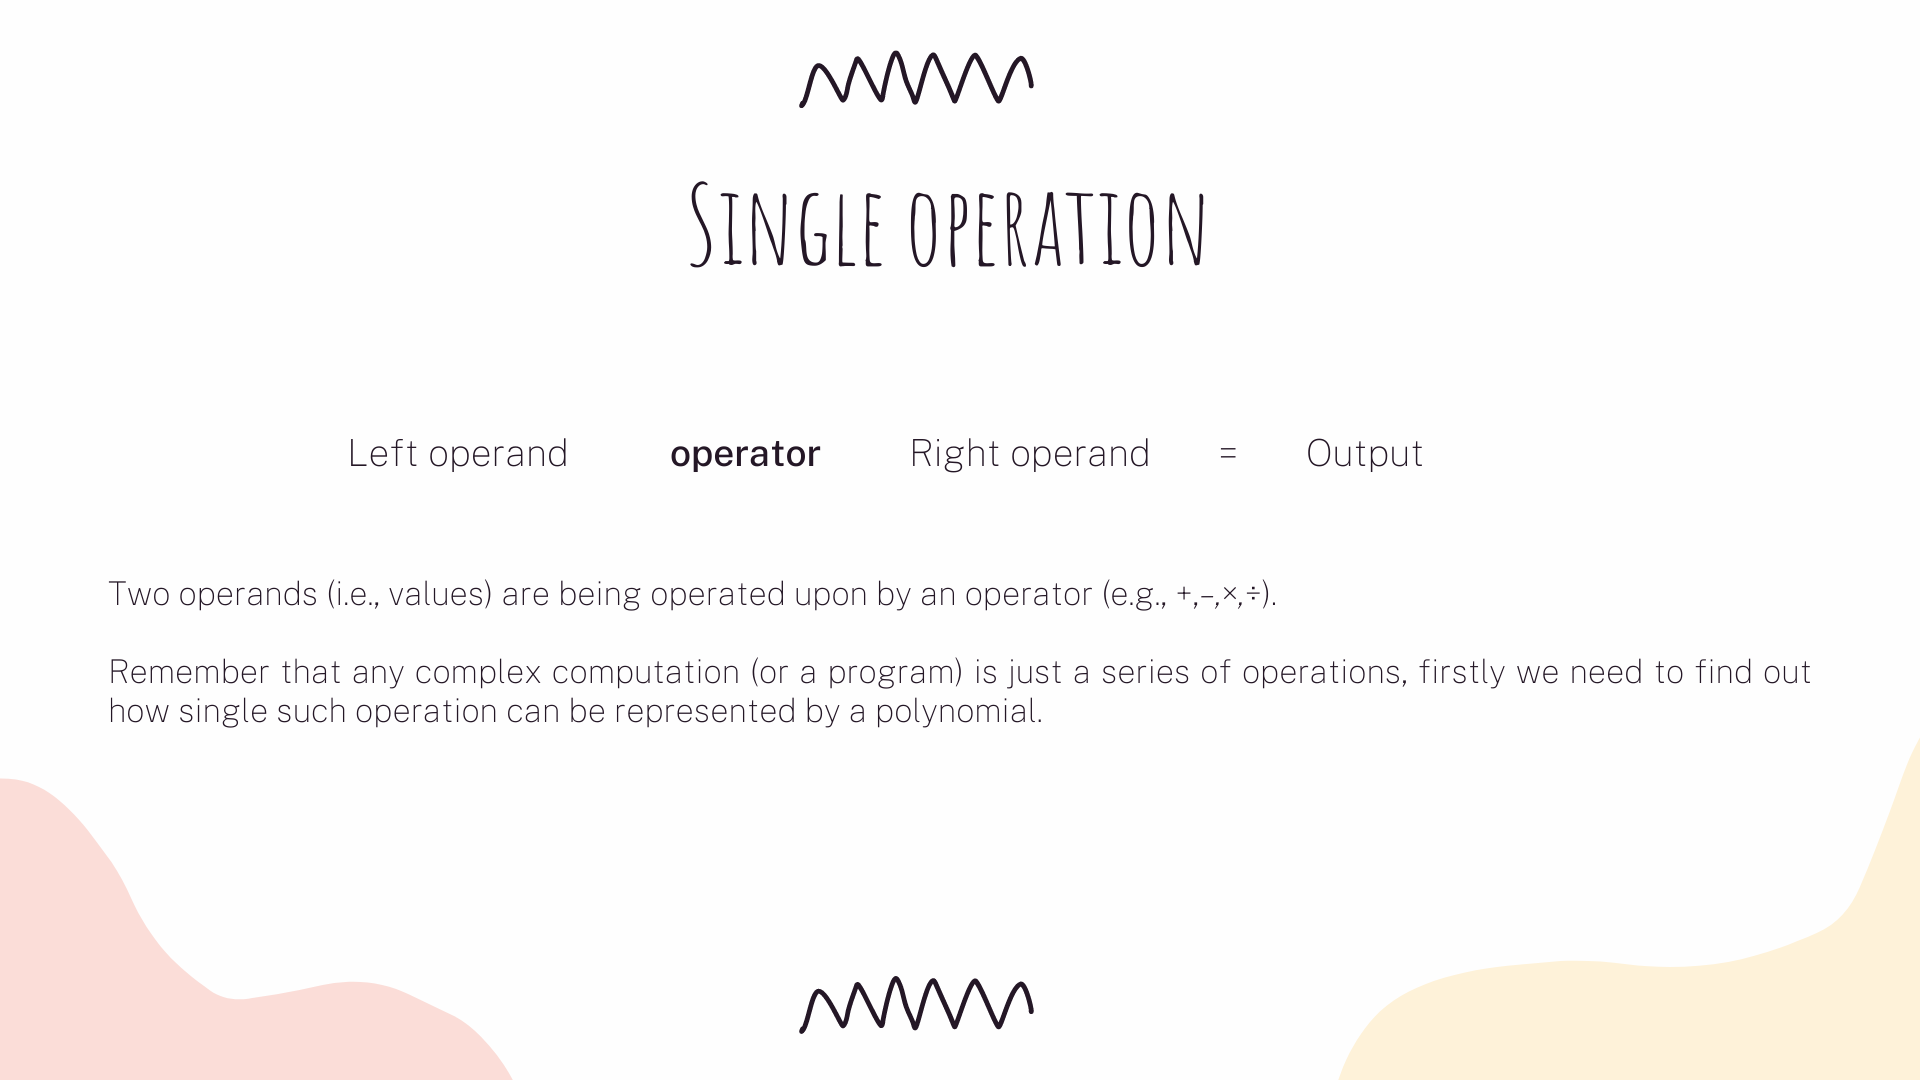 Single operation
Left operand operator Right operand = Output
Two operands (i.e., values) are being operated upon by an operator (e.g., +,–,×,÷).
Remember that any complex computation (or a program) is just a series of operations, firstly we need to find out
how single such operation can be represented by a polynomial.